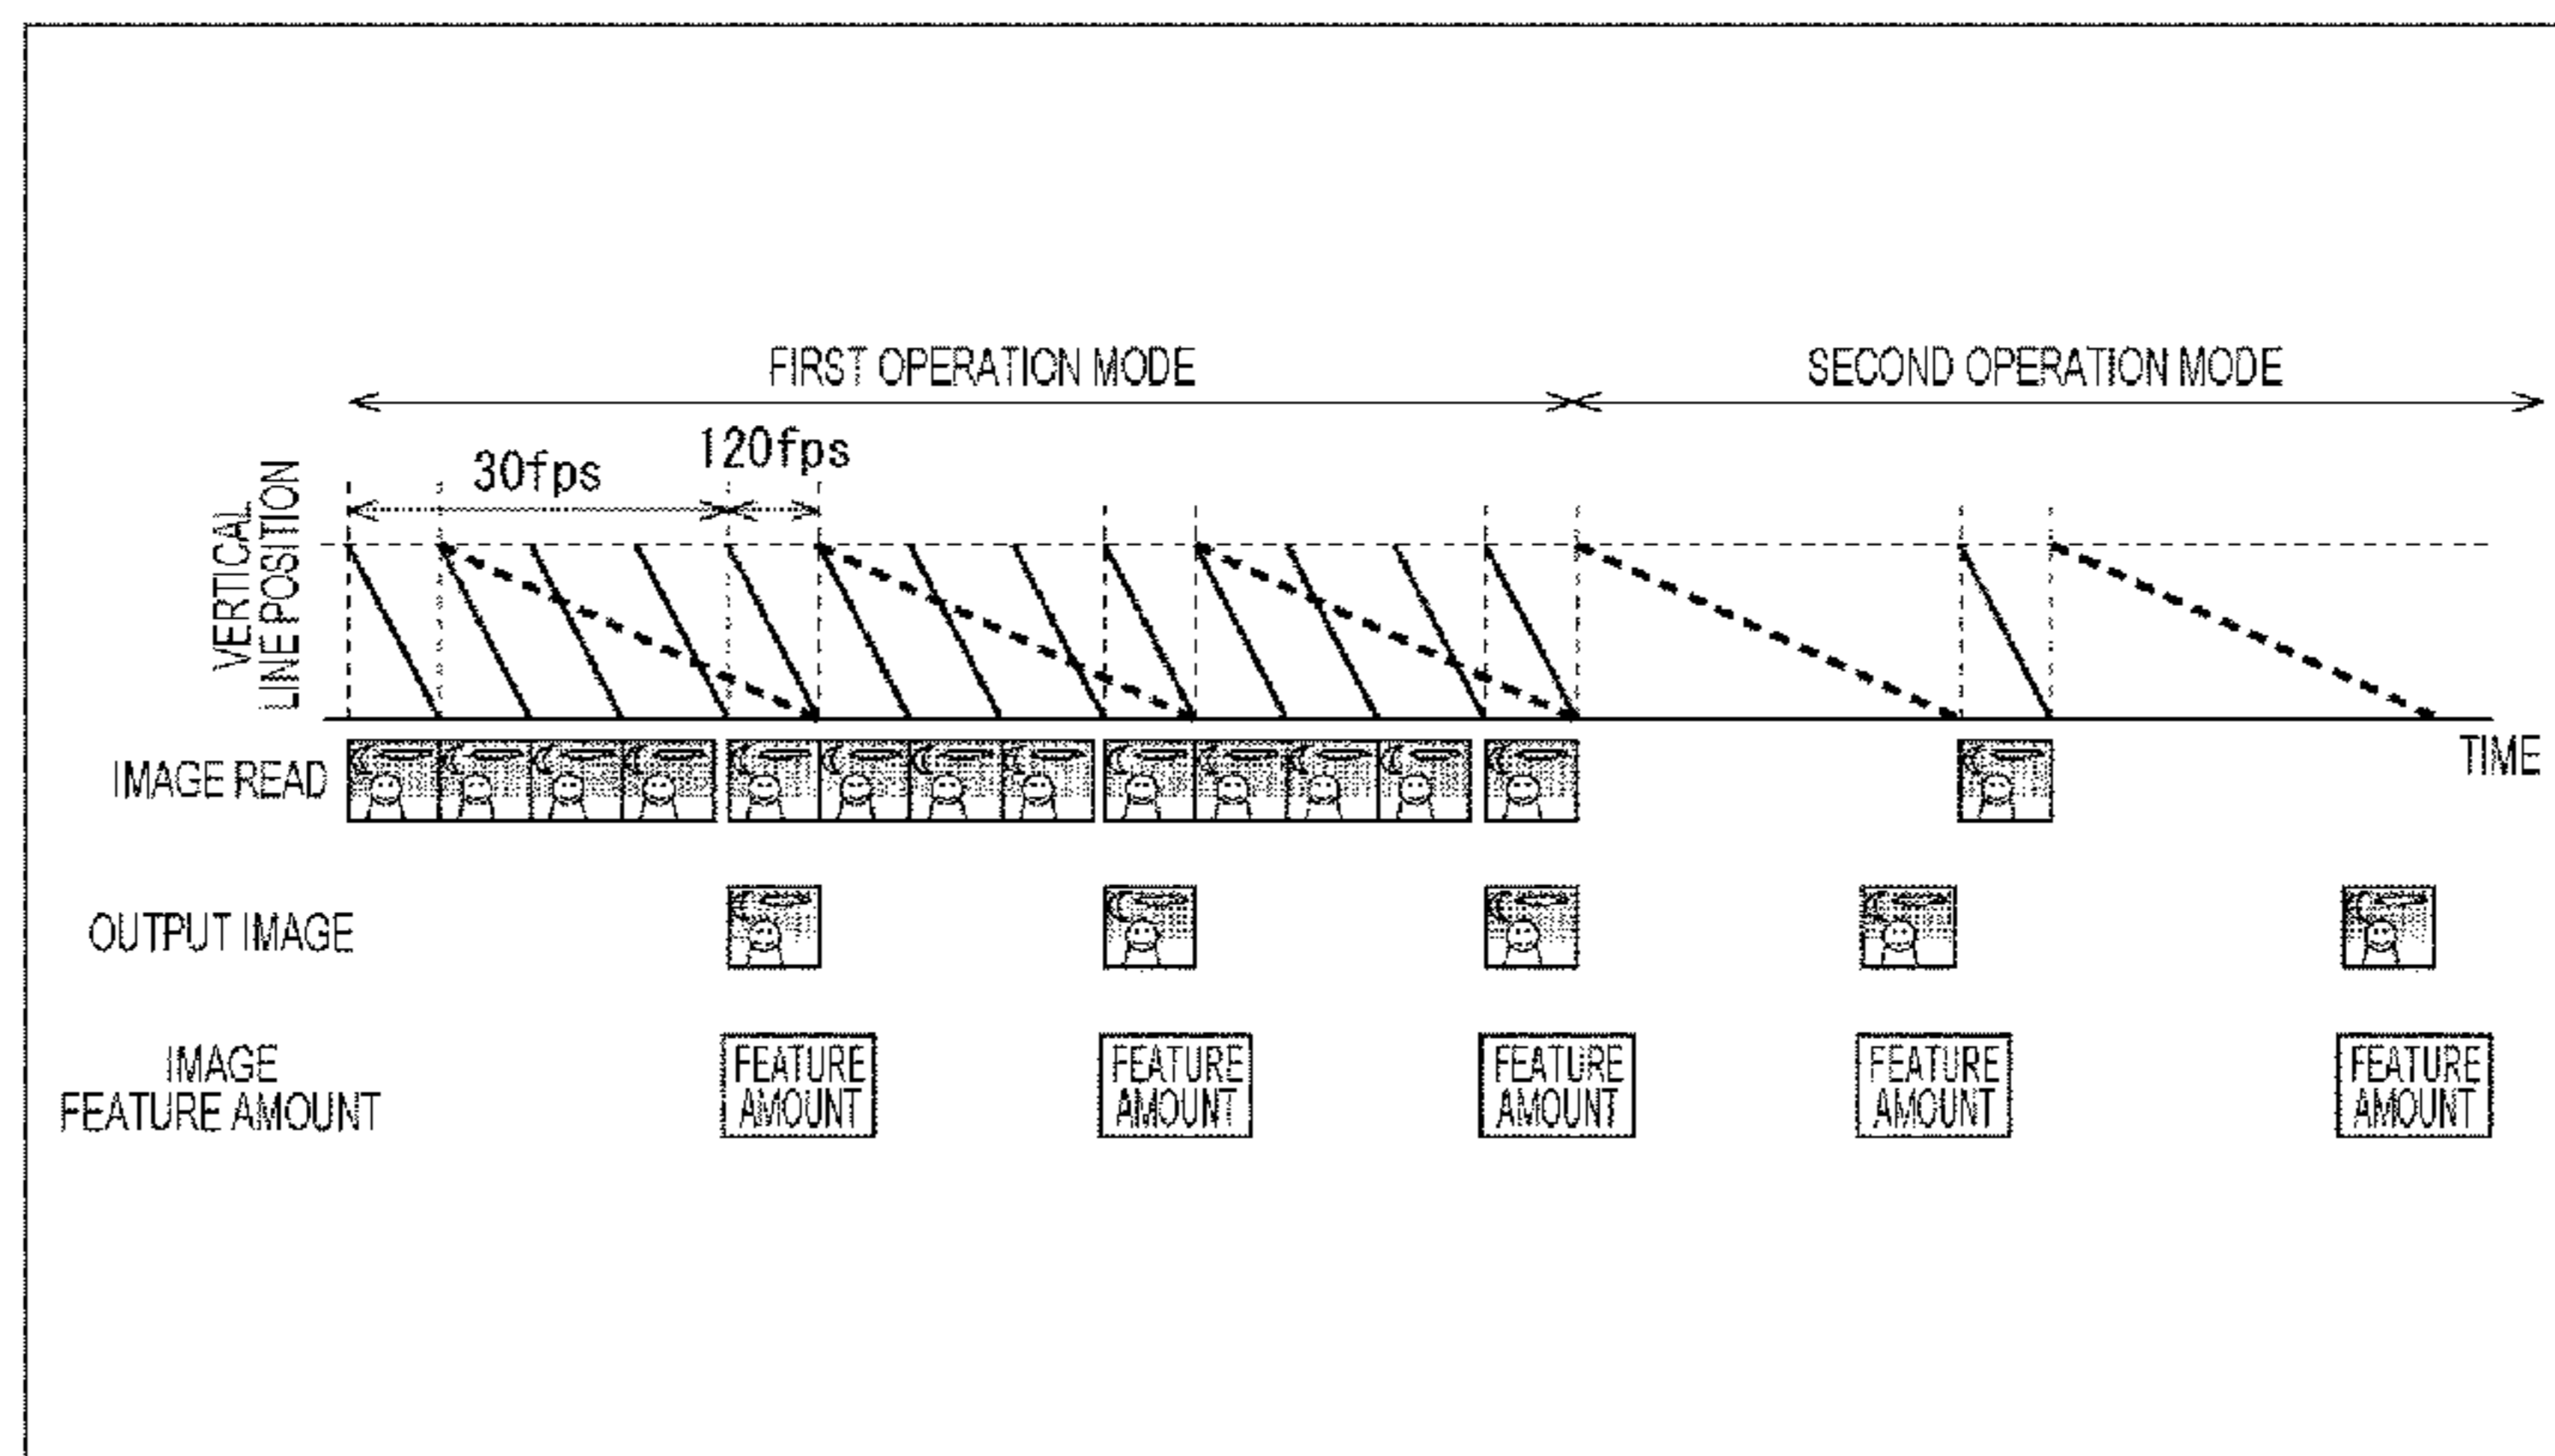 FIRST OPERATION MODE
SECOND OPERATION MODE
30fps
120fps
VERTICAL
LINE POSITION
TIME
IMAGE READ
OUTPUT IMAGE
IMAGE
FEATURE AMOUNT
FEATURE
AMOUNT
FEATURE
AMOUNT
FEATURE
AMOUNT
FEATURE
AMOUNT
FEATURE
AMOUNT